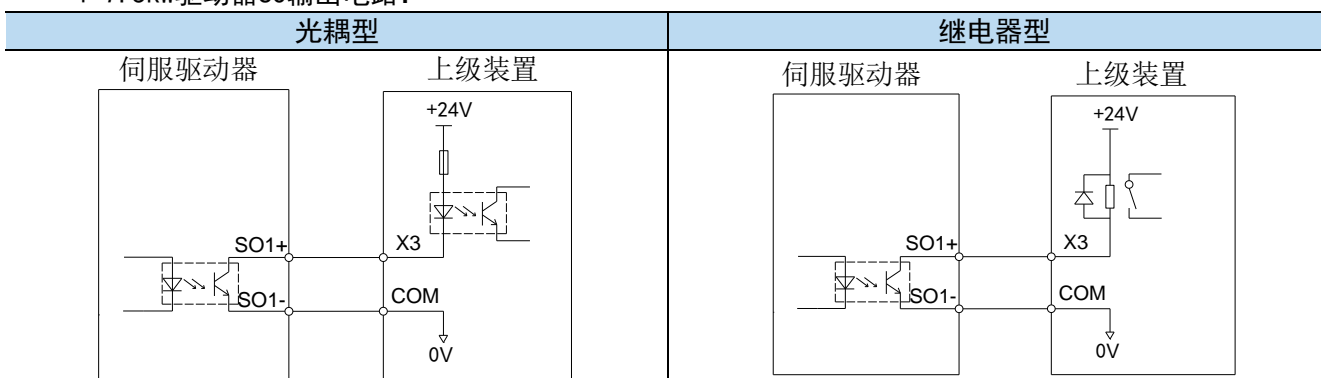 光耦型
继电器型
伺服驱动器
上级装置
+24V
SO1+
X3
SO1-
COM
0V
伺服驱动器
上级装置
+24V
SO1+
X3
SO1-
COM
0V